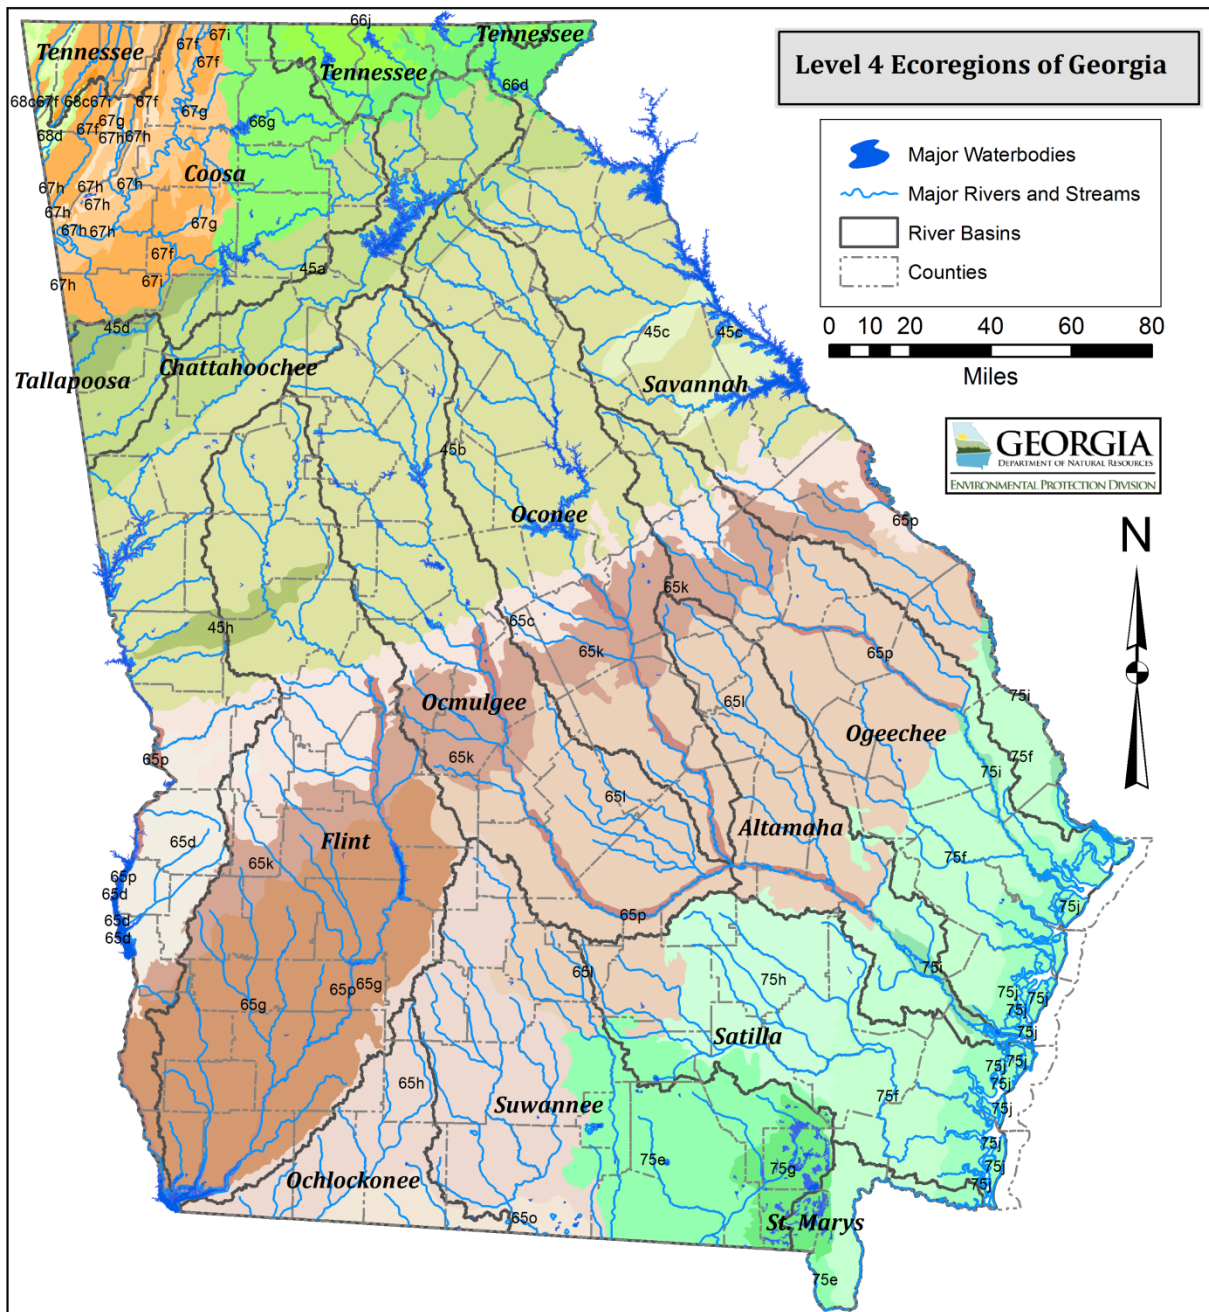 66j
Tennessee
67i
67f
Tennessee
67f
Tennessee
Level 4 Ecoregions of Georgia
66d
68c
67f
68c
67f
67f
67g
67g
66g
68d
67f
67h
67h
Major Waterbodies
Coosa
67h
67h
67h
67h
Major Rivers and Streams
67h
67g
67h
67h
River Basins
67f
45a
Counties
67h
67i
45d
45c
45c
0 10 20 40 60 80
Miles
Tallapoosa
Chattahoochee
Savannah
GEORGIA
DEPARTMENT OF NATURAL RESOURCES
ENVIRONMENTAL PROTECTION DIVISION
45b
Oconee
65p
N
65k
45h
65c
65k
65p
Ocmulgee
65l
75i
Ogeechee
65p
65k
75f
75i
65l
Flint
Altamaha
65d
65k
75f
65p
65d
65d
65d
65p
75j
65l
75h
75i
65g
65p
65g
75j
75j
75j
75j
Satilla
75j
75j
75j
65h
Suwannee
75f
75j
75j
75e
75g
75j
Ochlockonee
75j
65o
St. Marys
75e